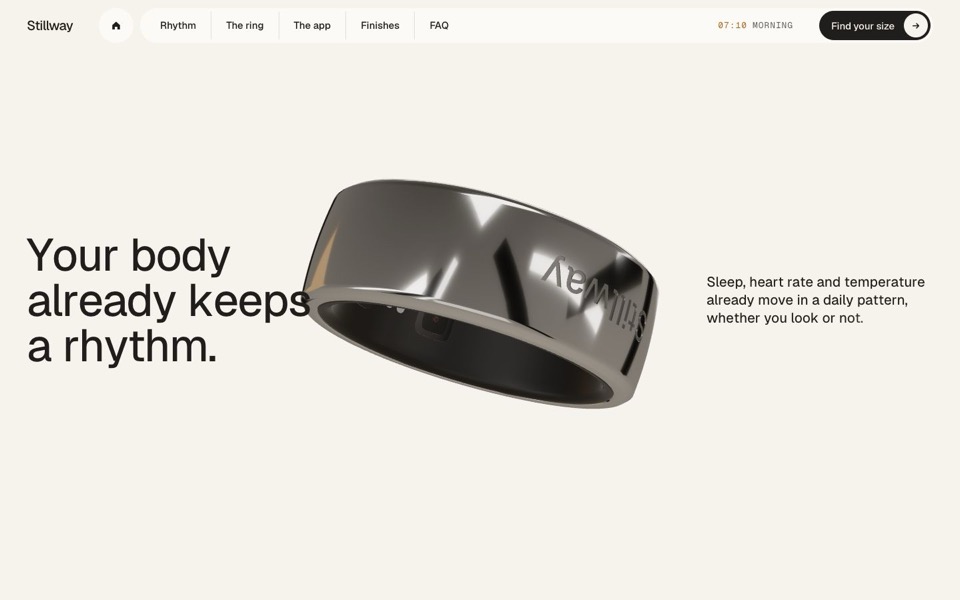 Stillway
Rhythm
The ring
The app
Finishes
FAQ
07:10 MORNING
Find your size
Your body
already keeps
a rhythm.
Stillway
Sleep, heart rate and temperature
already move in a daily pattern,
whether you look or not.